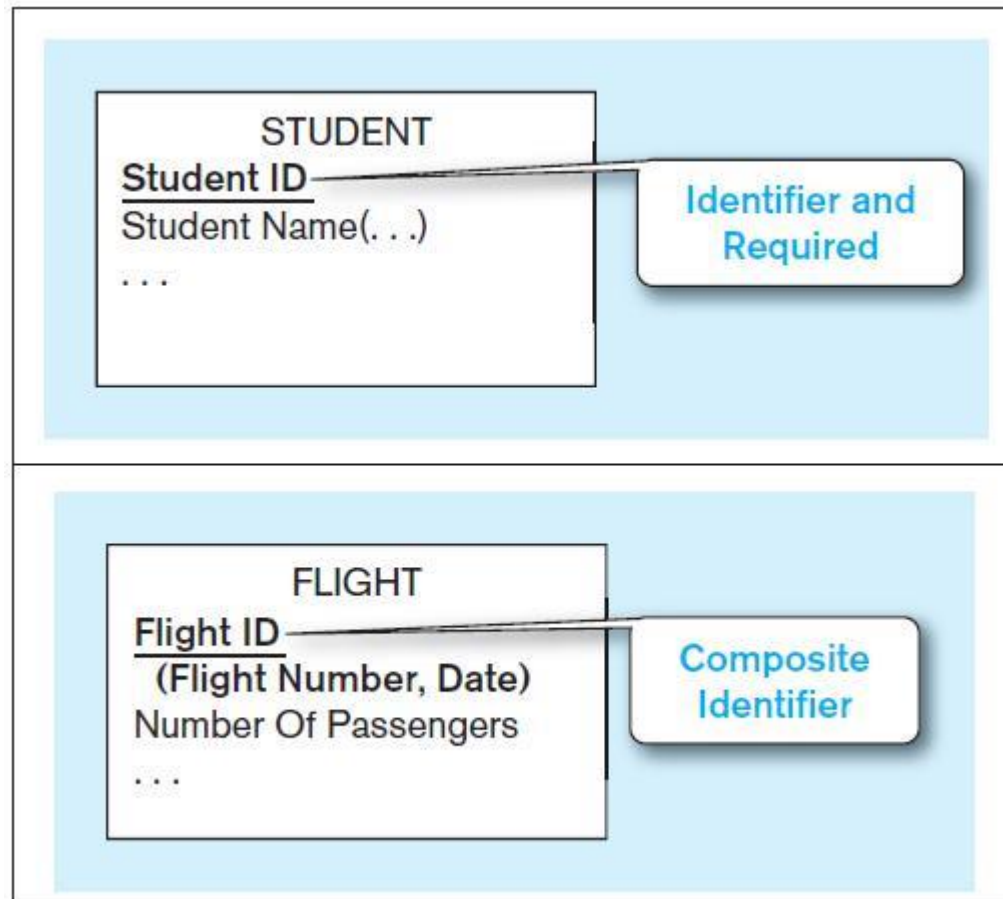 STUDENT
Student ID
Student Name(. . .)
. . .
Identifier and
Required
FLIGHT
Flight ID
(Flight Number, Date)
Number Of Passengers
. . .
Composite
Identifier